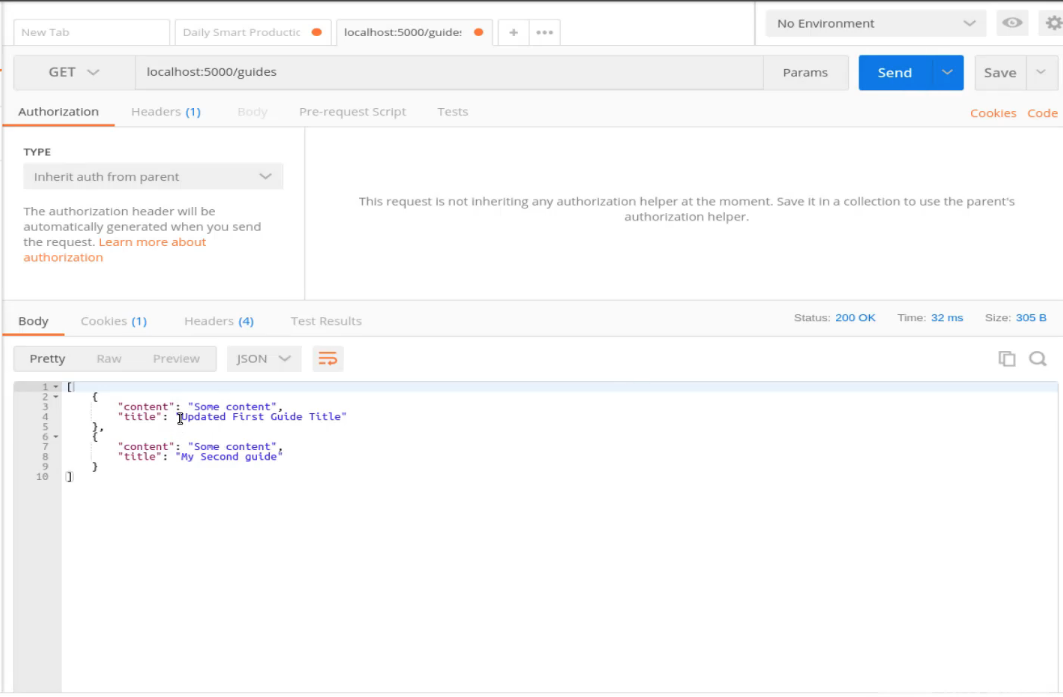 New Tab
Daily Smart Productic
localhost:5000/guide:
+
•••
No Environment
GET
localhost:5000/guides
Params
Send
Save
Authorization
Headers (1)
Body
Pre-request Script
Tests
Cookies
Code
TYPE
Inherit auth from parent
The authorization header will be
automatically generated when you send
the request. Learn more about
authorization
This request is not inheriting any authorization helper at the moment. Save it in a collection to use the parent's
authorization helper.
Body
Cookies (1)
Headers (4)
Test Results
Status: 200 OK
Time: 32 ms
Size: 305 B
Pretty
Raw
Preview
JSON
1 [
2 {
3 "content": "Some content",
4 "title": "Updated First Guide Title"
5 },
6 {
7 "content": "Some content",
8 "title": "My Second guide"
9 }
10 ]